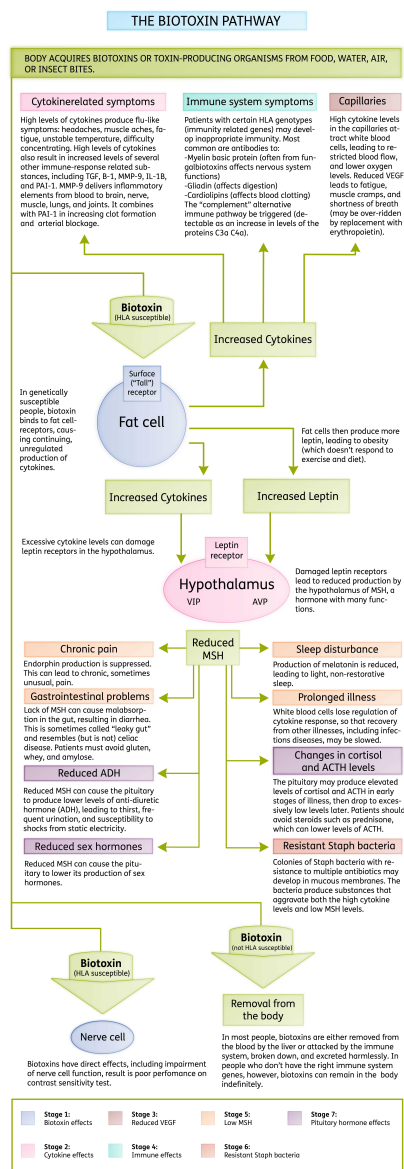 THE BIOTOXIN PATHWAY
BODY ACQUIRES BIOTOXINS OR TOXIN-PRODUCING ORGANISMS FROM FOOD, WATER, AIR,
OR INSECT BITES.
Cytokinerelated symptoms
High levels of cytokines produce flu-like
symptoms: headaches, muscle aches, fa-
tigue, unstable temperature, difficulty
concentrating. High levels of cytokines
also result in increased levels of several
other immune-response related sub-
stances, including TGF, B-1, MMP-9, IL-1B,
and PAI-1. MMP-9 delivers inflammatory
elements from blood to brain, nerve,
muscle, lungs, and joints. It combines
with PAI-1 in increasing clot formation
and arterial blockage.
Immune system symptoms
Patients with certain HLA genotypes
(immunity related genes) may devel-
op inappropriate immunity. Most
common are antibodies to:
-Myelin basic protein (often from fun-
galbiotoxins affects nervous system
functions)
-Gliadin (affects digestion)
-Cardiolipins (affects blood clotting)
The "complement" alternative
immune pathway be triggered (de-
tectable as an increase in levels of the
proteins C3a C4a).
Capillaries
High cytokine levels
in the capillaries at-
tract white blood
cells, leading to re-
stricted blood flow,
and lower oxygen
levels. Reduced VEGF
leads to fatigue,
muscle cramps, and
shortness of breath
(may be over-ridden
by replacement with
erythropoietin).
Biotoxin
(HLA susceptible)
Increased Cytokines
Surface
("Tall")
receptor
Fat cell
In genetically
susceptible
people, biotoxin
binds to fat cell-
receptors, caus-
ing continuing,
unregulated
production of
cytokines.
Fat cells then produce more
leptin, leading to obesity
(which doesn't respond to
exercise and diet).
Increased Cytokines
Increased Leptin
Excessive cytokine levels can damage
leptin receptors in the hypothalamus.
Leptin
receptor
Hypothalamus
VIP AVP
Damaged leptin receptors
lead to reduced production by
the hypothalamus of MSH, a
hormone with many func-
tions.
Reduced
MSH
Chronic pain
Endorphin production is suppressed.
This can lead to chronic, sometimes
unusual, pain.
Gastrointestinal problems
Lack of MSH can cause malabsorp-
tion in the gut, resulting in diarrhea.
This is sometimes called "leaky gut"
and resembles (but is not) celiac
disease. Patients must avoid gluten,
whey, and amylose.
Reduced ADH
Reduced MSH can cause the pituitary
to produce lower levels of anti-diuretic
hormone (ADH), leading to thirst, fre-
quent urination, and susceptibility to
shocks from static electricity.
Reduced sex hormones
Reduced MSH can cause the pitu-
itary to lower its production of sex
hormones.
Sleep disturbance
Production of melatonin is reduced,
leading to light, non-restorative
sleep.
Prolonged illness
White blood cells lose regulation of
cytokine response, so that recovery
from other illnesses, including infec-
tions diseases, may be slowed.
Changes in cortisol
and ACTH levels
The pituitary may produce elevated
levels of cortisol and ACTH in early
stages of illness, then drop to exces-
sively low levels later. Patients should
avoid steroids such as prednisone,
which can lower levels of ACTH.
Resistant Staph bacteria
Colonies of Staph bacteria with re-
sistance to multiple antibiotics may
develop in mucous membranes. The
bacteria produce substances that
aggravate both the high cytokine
levels and low MSH levels.
Biotoxin
(HLA susceptible)
Nerve cell
Biotoxins have direct effects, including impairment
of nerve cell function, result is poor perfomance on
contrast sensitivity test.
Biotoxin
(not HLA susceptible)
Removal from
the body
In most people, biotoxins are either removed from
the blood by the liver or attacked by the immune
system, broken down, and excreted harmlessly. In
people who don't have the right immune system
genes, however, biotoxins can remain in the body
indefinitely.
Stage 1:
Biotoxin effects
Stage 3:
Reduced VEGF
Stage 5:
Low MSH
Stage 7:
Pituitary hormone effects
Stage 2:
Cytokine effects
Stage 4:
Immune effects
Stage 6:
Resistant Staph bacteria